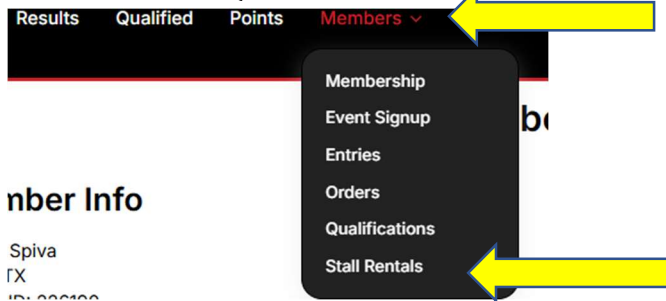 Results Qualified Points Members
Membership
Event Signup
Entries
mber Info
Orders
Qualifications
Spiva
TX
Stall Rentals